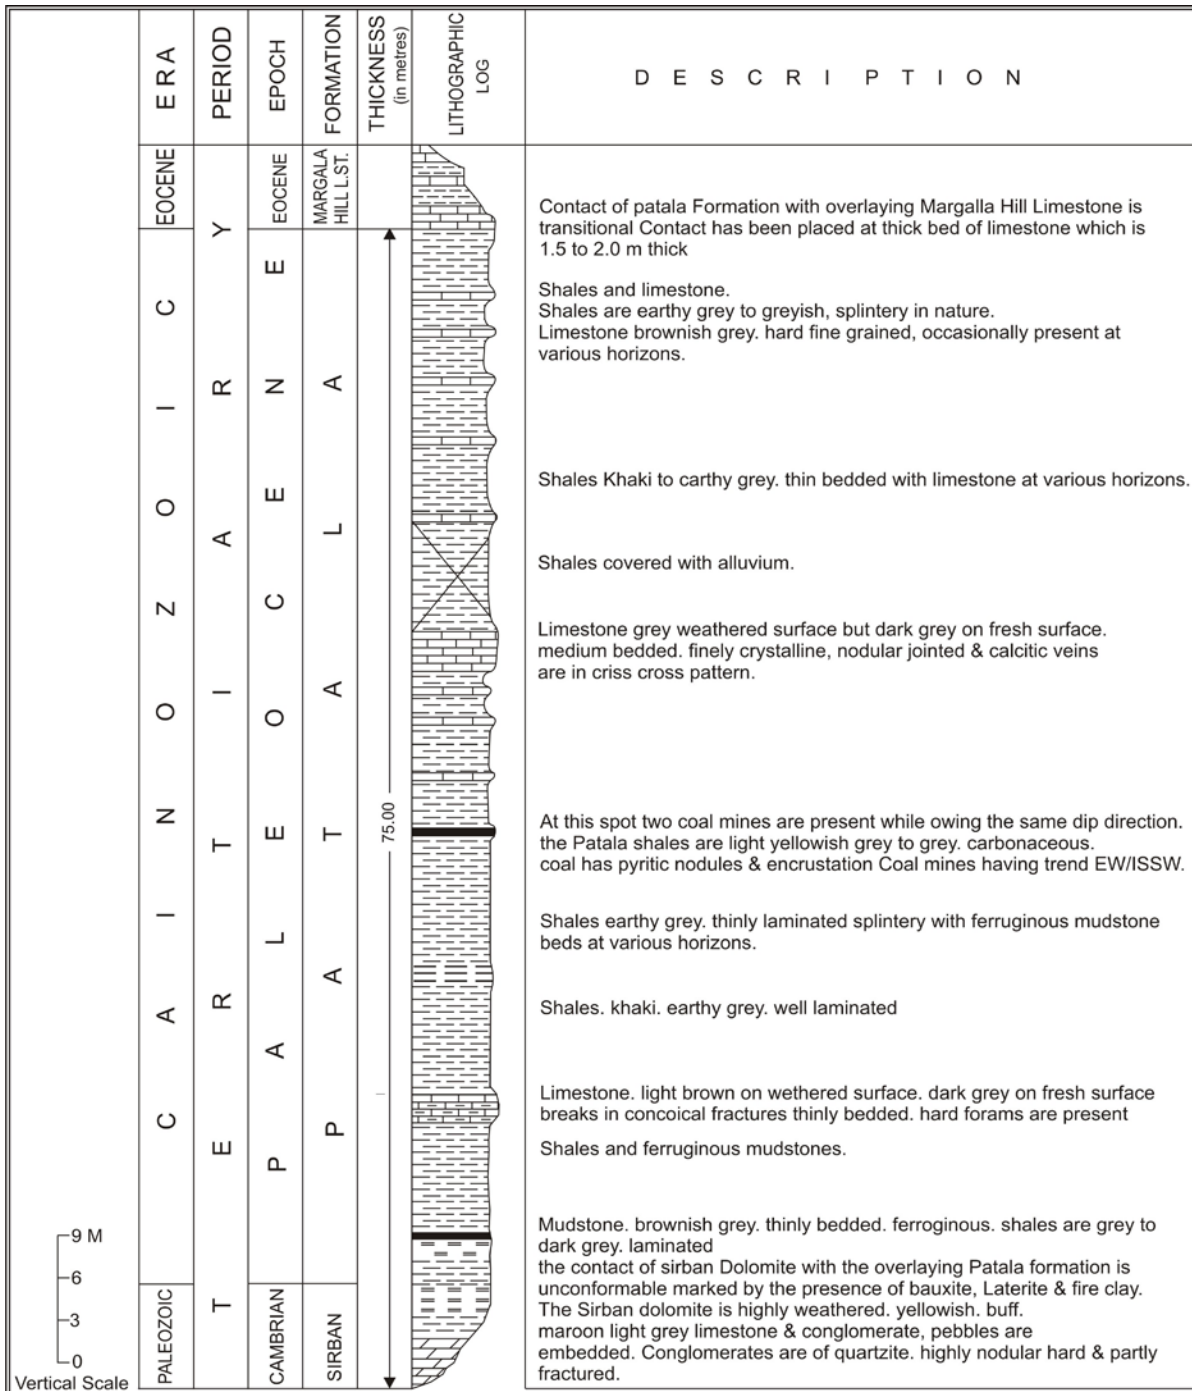 ERA
PERIOD
EPOCH
FORMATION
THICKNESS
(in metres)
LITHOGRAPHIC
LOG
DESCRIPTION
EOCENE
EOCENE
MARGALA
HILL L.ST.
CAINOZOIC
TERTIARY
PALEOCENE
PATALA
75.00
PALEOZOIC
CAMBRIAN
SIRBAN
Contact of patala Formation with overlaying Margalla Hill Limestone is
transitional Contact has been placed at thick bed of limestone which is
1.5 to 2.0 m thick
Shales and limestone.
Shales are earthy grey to greyish, splintery in nature.
Limestone brownish grey. hard fine grained, occasionally present at
various horizons.
Shales Khaki to carthy grey. thin bedded with limestone at various horizons.
Shales covered with alluvium.
Limestone grey weathered surface but dark grey on fresh surface.
medium bedded. finely crystalline, nodular jointed & calcitic veins
are in criss cross pattern.
At this spot two coal mines are present while owing the same dip direction.
the Patala shales are light yellowish grey to grey. carbonaceous.
coal has pyritic nodules & encrustation Coal mines having trend EW/ISSW.
Shales earthy grey. thinly laminated splintery with ferruginous mudstone
beds at various horizons.
Shales. khaki. earthy grey. well laminated
Limestone. light brown on wethered surface. dark grey on fresh surface
breaks in concoical fractures thinly bedded. hard forams are present
Shales and ferruginous mudstones.
Mudstone. brownish grey. thinly bedded. ferroginous. shales are grey to
dark grey. laminated
the contact of sirban Dolomite with the overlaying Patala formation is
unconformable marked by the presence of bauxite, Laterite & fire clay.
The Sirban dolomite is highly weathered. yellowish. buff.
maroon light grey limestone & conglomerate, pebbles are
embedded. Conglomerates are of quartzite. highly nodular hard & partly
fractured.
9 M
6
3
0
Vertical Scale